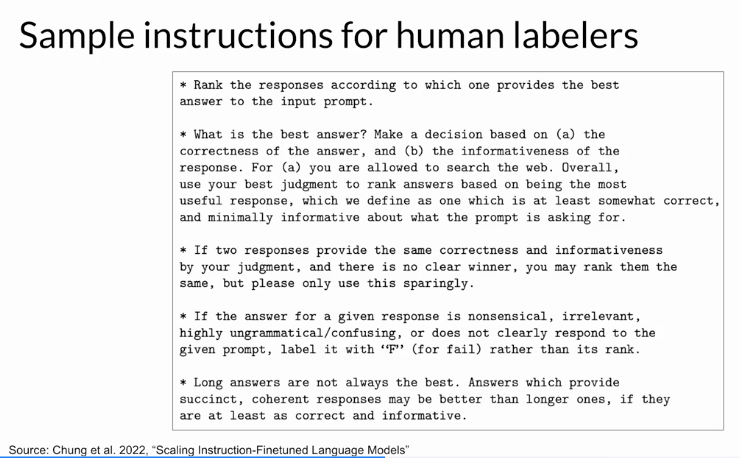 Sample instructions for human labelers
* Rank the responses according to which one provides the best
answer to the input prompt.
* What is the best answer? Make a decision based on (a) the
correctness of the answer, and (b) the informativeness of the
response. For (a) you are allowed to search the web. Overall,
use your best judgment to rank answers based on being the most
useful response, which we define as one which is at least somewhat correct,
and minimally informative about what the prompt is asking for.
* If two responses provide the same correctness and informativeness
by your judgment, and there is no clear winner, you may rank them the
same, but please only use this sparingly.
* If the answer for a given response is nonsensical, irrelevant,
highly ungrammatical/confusing, or does not clearly respond to the
given prompt, label it with “F” (for fail) rather than its rank.
* Long answers are not always the best. Answers which provide
succinct, coherent responses may be better than longer ones, if they
are at least as correct and informative.
Source: Chung et al. 2022, “Scaling Instruction-Finetuned Language Models”